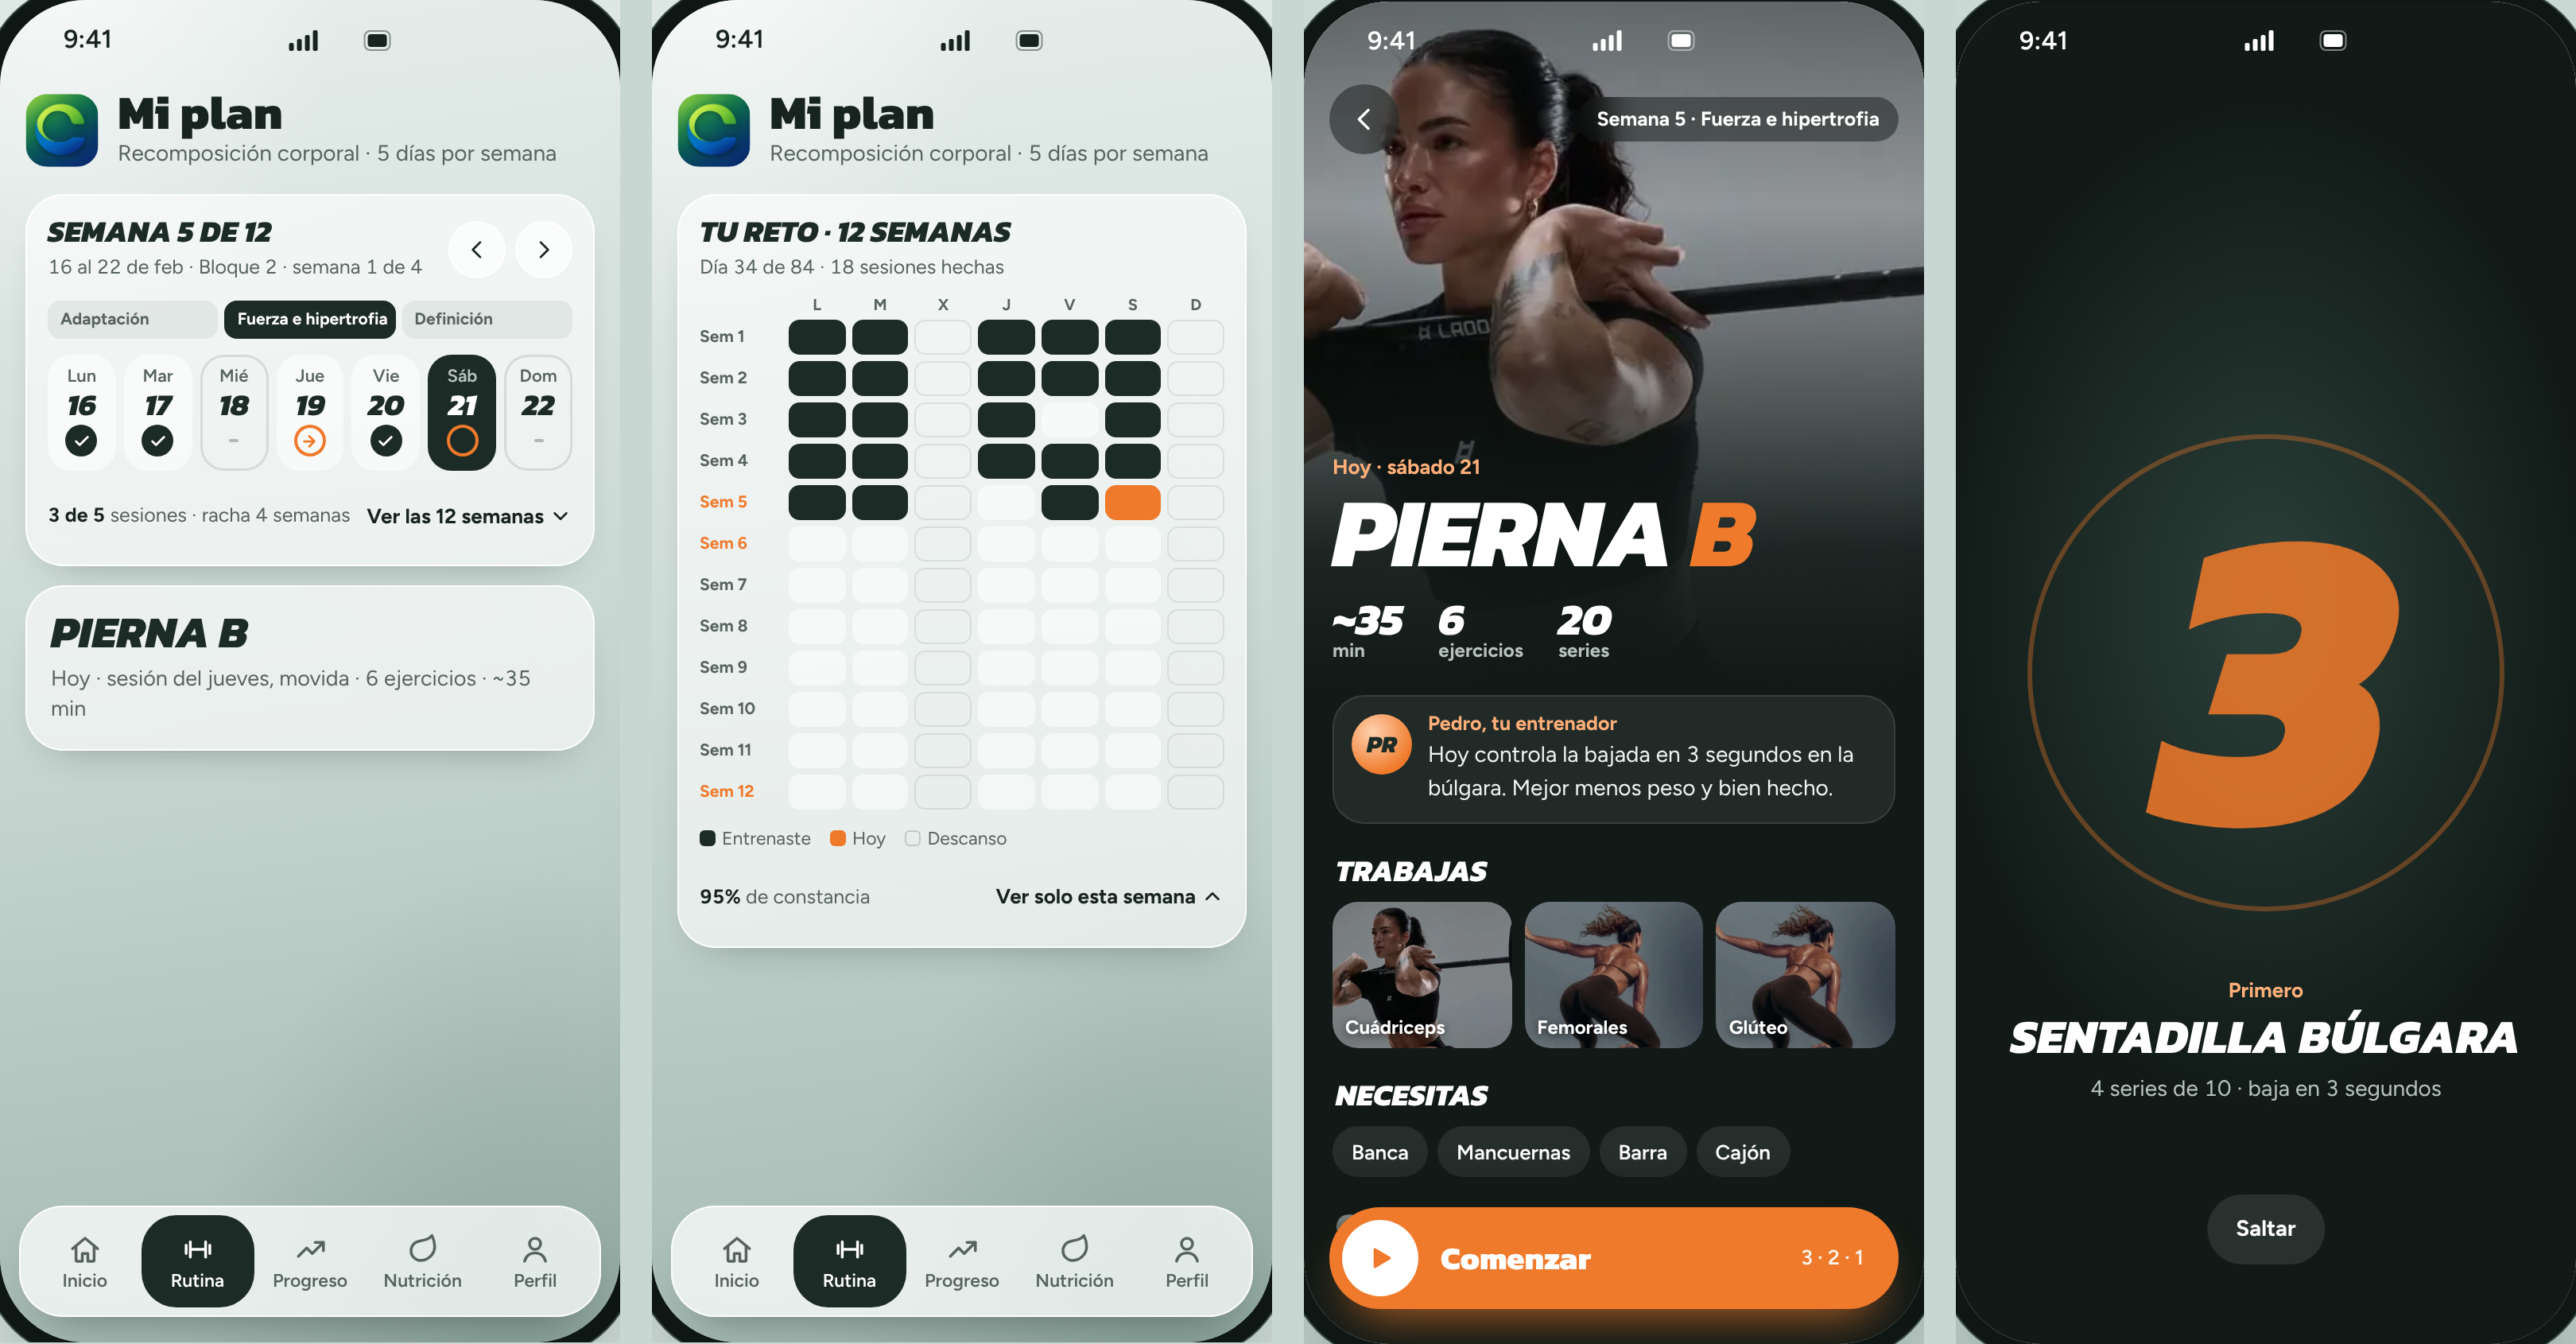 9:41
Mi plan
Recomposición corporal · 5 días por semana
SEMANA 5 DE 12
16 al 22 de feb · Bloque 2 · semana 1 de 4
Adaptación
Fuerza e hipertrofia
Definición
Lun Mar Mié Jue Vie Sáb Dom
16 17 18 19 20 21 22
- -
3 de 5 sesiones · racha 4 semanas
Ver las 12 semanas
PIERNA B
Hoy · sesión del jueves, movida · 6 ejercicios · ~35
min
Inicio
Rutina
Progreso
Nutrición
Perfil
9:41
Mi plan
Recomposición corporal · 5 días por semana
TU RETO · 12 SEMANAS
Día 34 de 84 · 18 sesiones hechas
L M X J V S D
Sem 1
Sem 2
Sem 3
Sem 4
Sem 5
Sem 6
Sem 7
Sem 8
Sem 9
Sem 10
Sem 11
Sem 12
Entrenaste
Hoy
Descanso
95% de constancia
Ver solo esta semana
Inicio
Rutina
Progreso
Nutrición
Perfil
9:41
Semana 5 · Fuerza e hipertrofia
Hoy · sábado 21
PIERNA B
~35 6 20
min ejercicios series
PR
Pedro, tu entrenador
Hoy controla la bajada en 3 segundos en la
búlgara. Mejor menos peso y bien hecho.
TRABAJAS
Cuádriceps
Femorales
Glúteo
NECESITAS
Banca
Mancuernas
Barra
Cajón
Comenzar
3 · 2 · 1
9:41
3
Primero
SENTADILLA BÚLGARA
4 series de 10 · baja en 3 segundos
Saltar